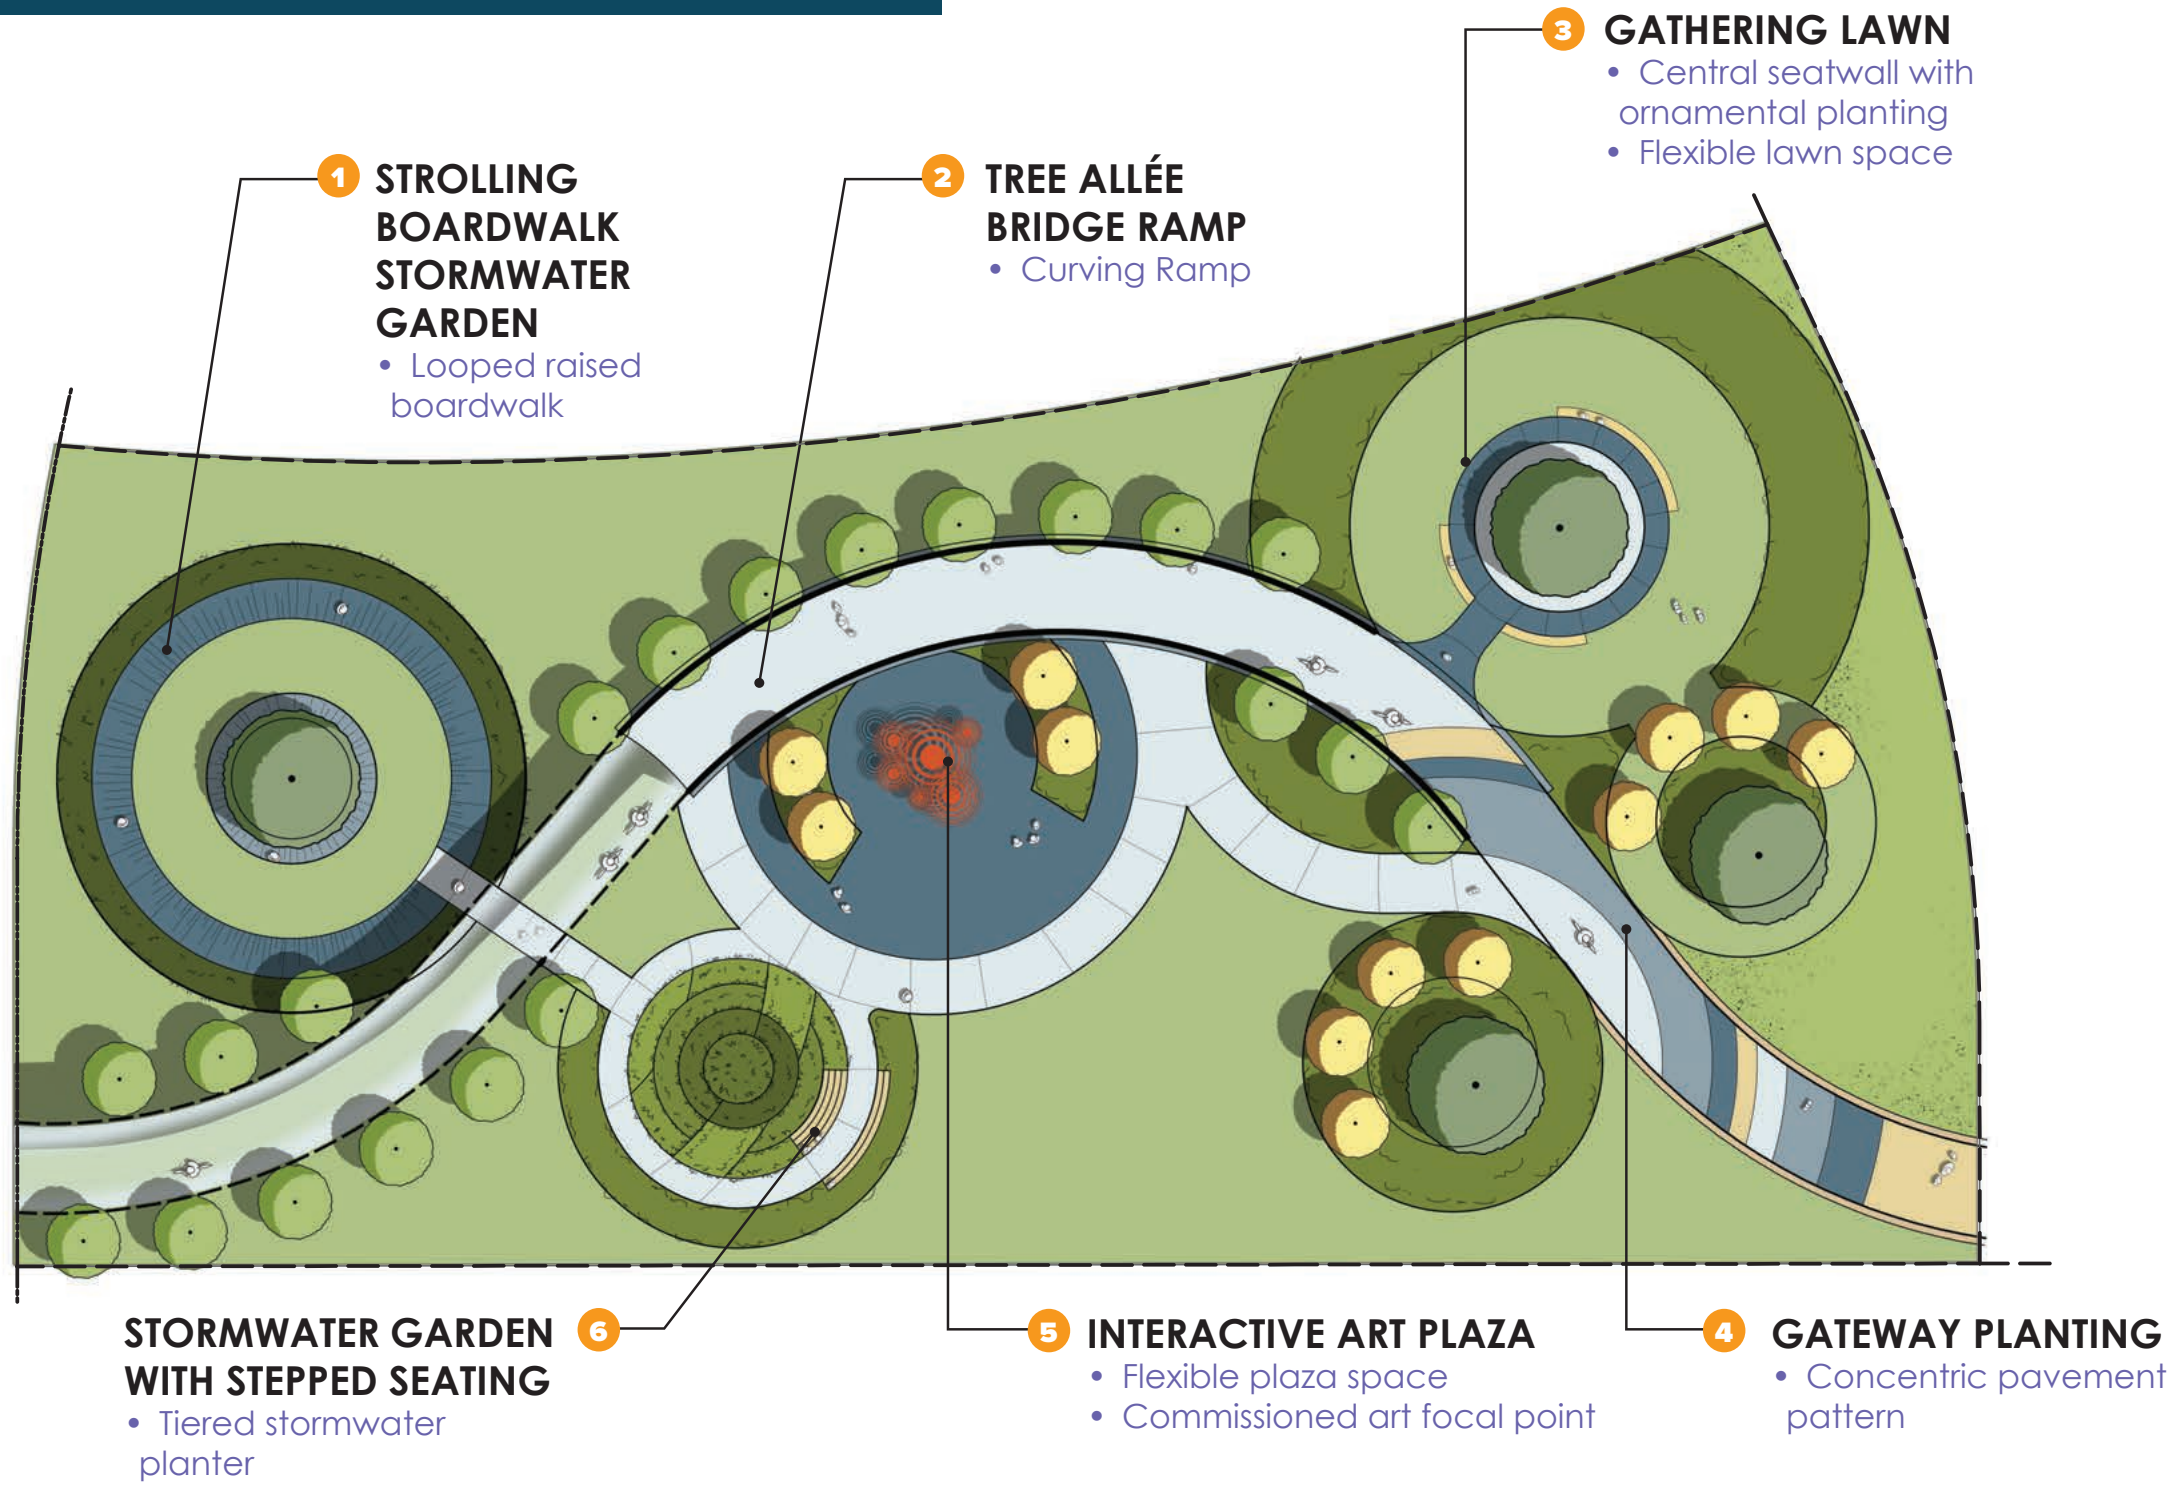 3 GATHERING LAWN
• Central seatwall with
ornamental planting
• Flexible lawn space
1 STROLLING
BOARDWALK
STORMWATER
GARDEN
• Looped raised
boardwalk
2 TREE ALLÉE
BRIDGE RAMP
• Curving Ramp
STORMWATER GARDEN 6
WITH STEPPED SEATING
• Tiered stormwater
planter
5 INTERACTIVE ART PLAZA
• Flexible plaza space
• Commissioned art focal point
4 GATEWAY PLANTING
• Concentric pavement
pattern